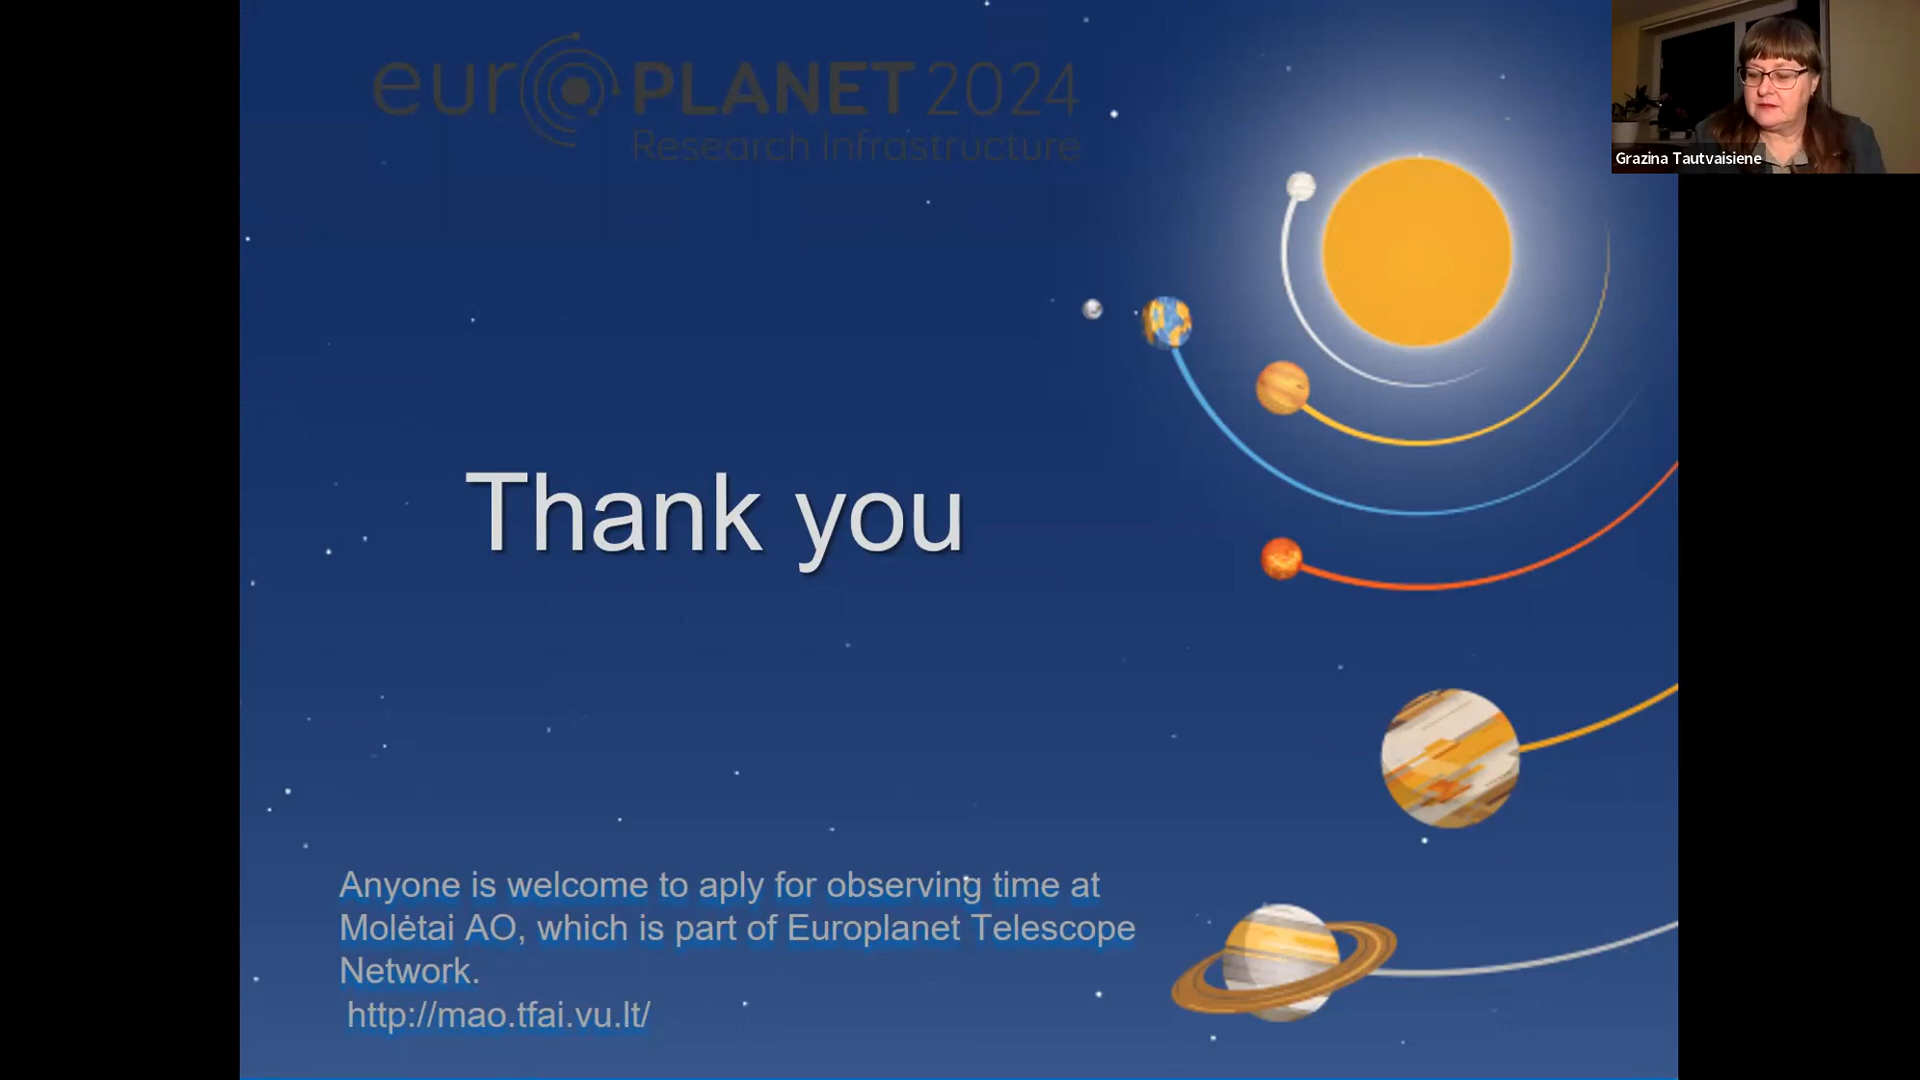 euroPLANET 2024
Research Infrastructure
Grazina Tautvaisiene
Thank you
Anyone is welcome to aply for observing time at
Molėtai AO, which is part of Europlanet Telescope
Network.
http://mao.tfai.vu.lt/